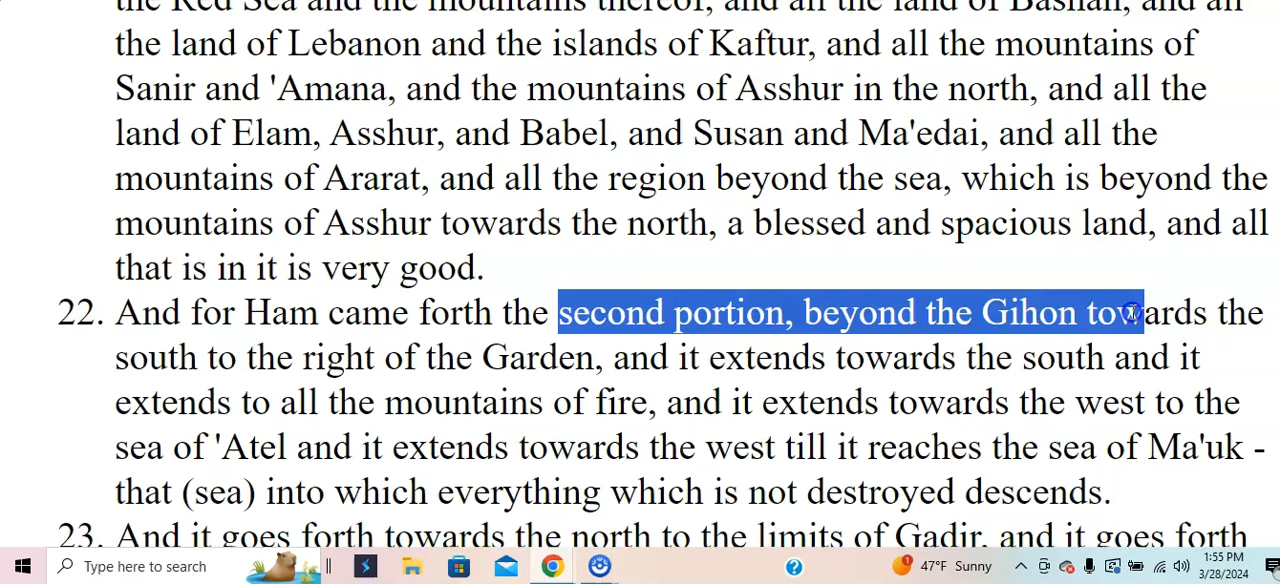 the Red Sea and the mountains thereof, and all the land of Bashan, and all
the land of Lebanon and the islands of Kaftur, and all the mountains of
Sanir and 'Amana, and the mountains of Asshur in the north, and all the
land of Elam, Asshur, and Babel, and Susan and Ma'edai, and all the
mountains of Ararat, and all the region beyond the sea, which is beyond the
mountains of Asshur towards the north, a blessed and spacious land, and all
that is in it is very good.
22. And for Ham came forth the second portion, beyond the Gihon towards the
south to the right of the Garden, and it extends towards the south and it
extends to all the mountains of fire, and it extends towards the west to the
sea of 'Atel and it extends towards the west till it reaches the sea of Ma'uk -
that (sea) into which everything which is not destroyed descends.
23. And it goes forth towards the north to the limits of Gadir, and it goes forth
Type here to search
47°F Sunny
1:55 PM
3/28/2024